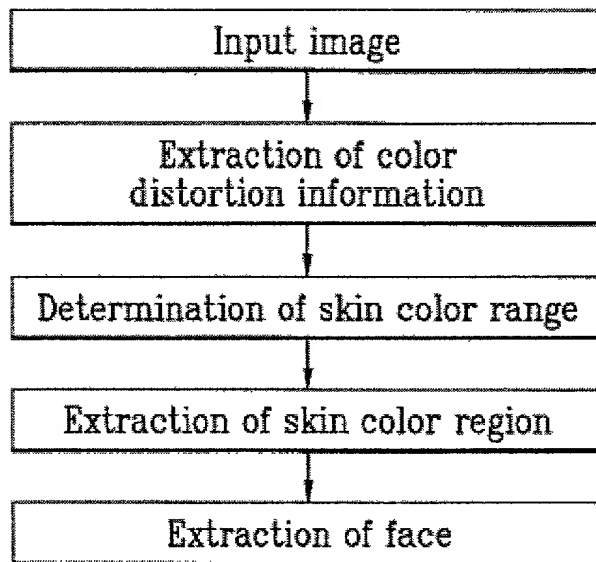 Input image
Extraction of color
distortion information
Determination of skin color range
Extraction of skin color region
Extraction of face